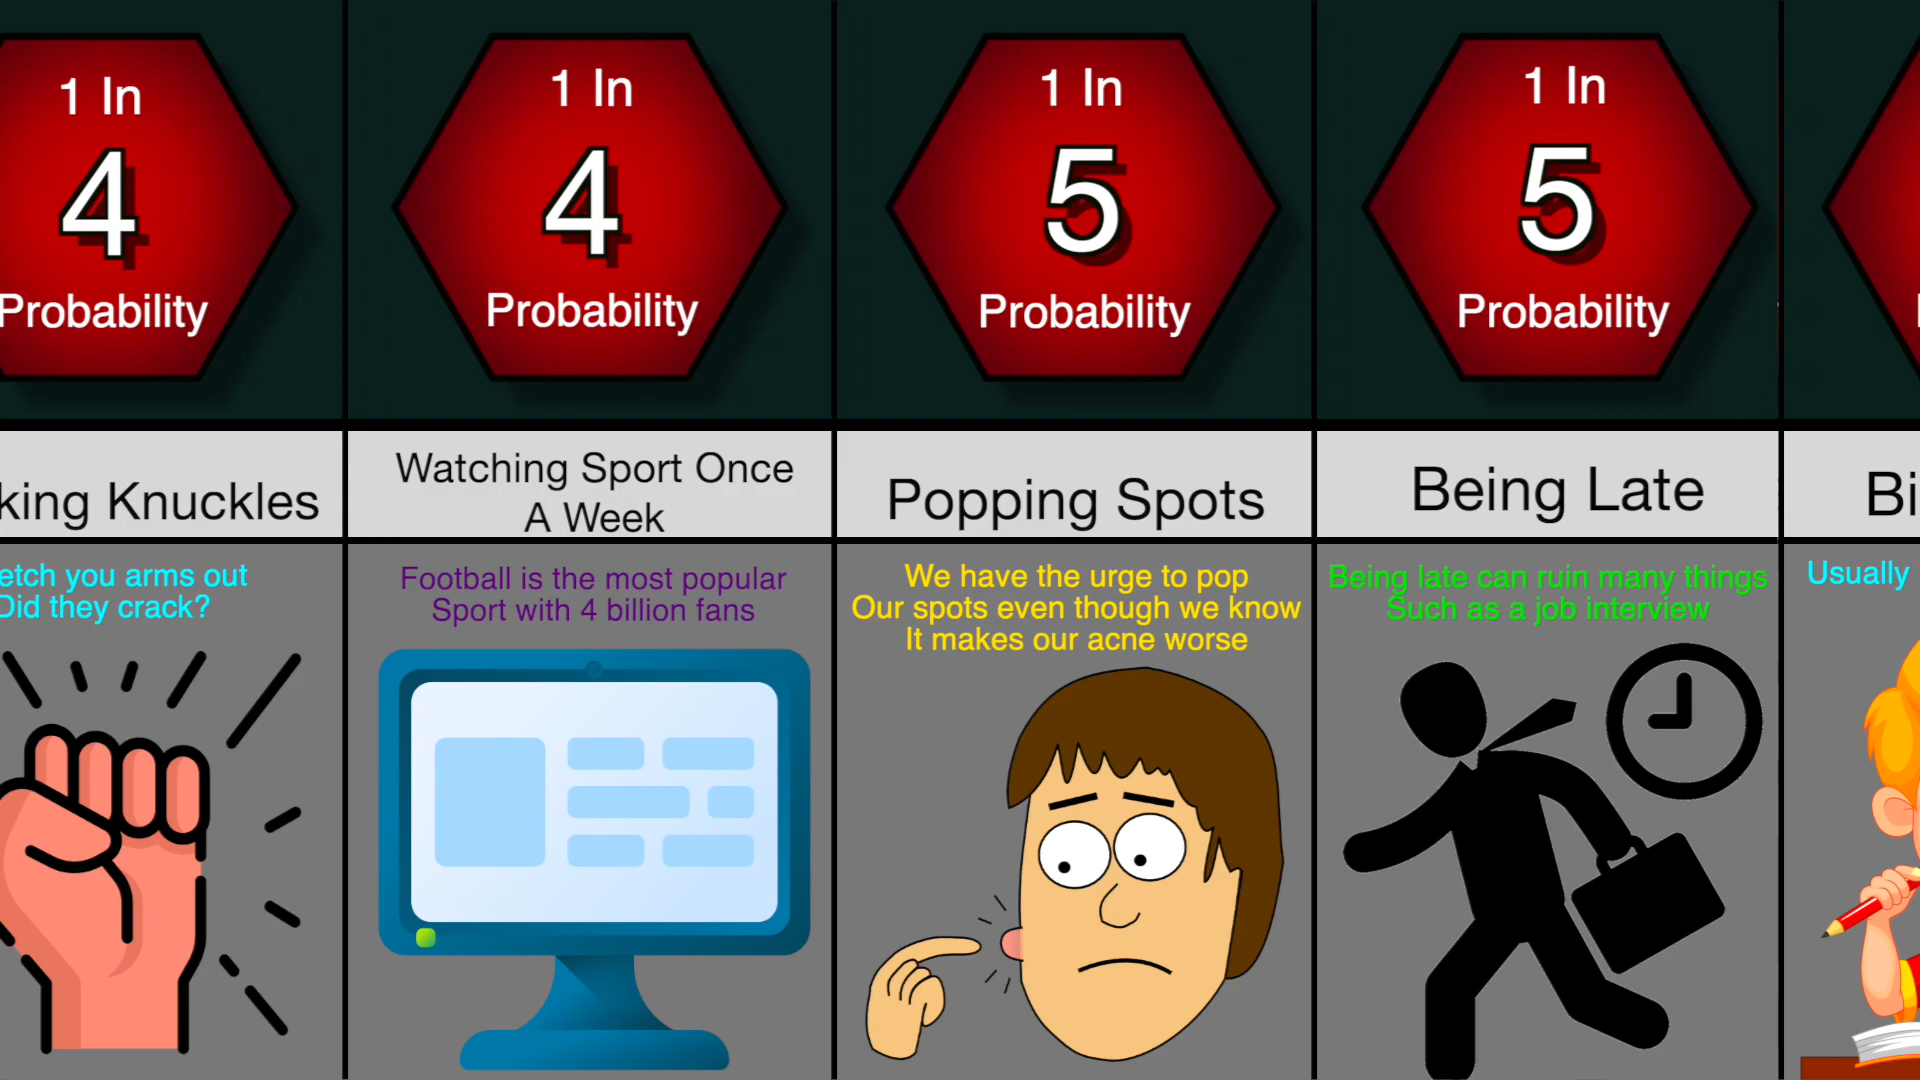 1 In
4
Probability
king Knuckles
etch you arms out
Did they crack?
1 In
4
Probability
Watching Sport Once
A Week
Football is the most popular
Sport with 4 billion fans
1 In
5
Probability
Popping Spots
We have the urge to pop
Our spots even though we know
It makes our acne worse
1 In
5
Probability
Being Late
Being late can ruin many things
Such as a job interview
Bi
Usually